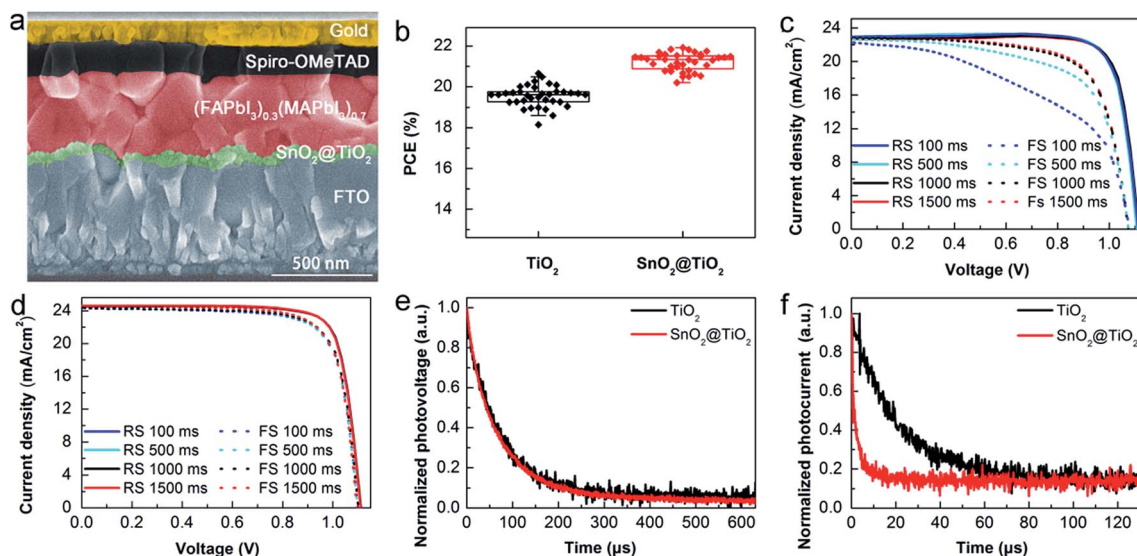 a
Gold
Spiro-OMeTAD
(FAPbI₃)₀.₃(MAPbI₃)₀.₇
SnO₂@TiO₂
FTO
500 nm
b
PCE (%)
22
20
18
16
14
TiO₂
SnO₂@TiO₂
c
Current density (mA/cm²)
24
20
16
12
8
4
0
RS 100 ms
FS 100 ms
RS 500 ms
FS 500 ms
RS 1000 ms
FS 1000 ms
RS 1500 ms
Fs 1500 ms
0.0 0.2 0.4 0.6 0.8 1.0
Voltage (V)
d
Current density (mA/cm²)
24
20
16
12
8
4
0
RS 100 ms
FS 100 ms
RS 500 ms
FS 500 ms
RS 1000 ms
FS 1000 ms
RS 1500 ms
FS 1500 ms
0.0 0.2 0.4 0.6 0.8 1.0
Voltage (V)
e
Normalized photovoltage (a.u.)
1.0
0.8
0.6
0.4
0.2
0.0
TiO₂
SnO₂@TiO₂
0 100 200 300 400 500 600
Time (μs)
f
Normalized photocurrent (a.u.)
1.0
0.8
0.6
0.4
0.2
0.0
TiO₂
SnO₂@TiO₂
0 20 40 60 80 100 120
Time (μs)